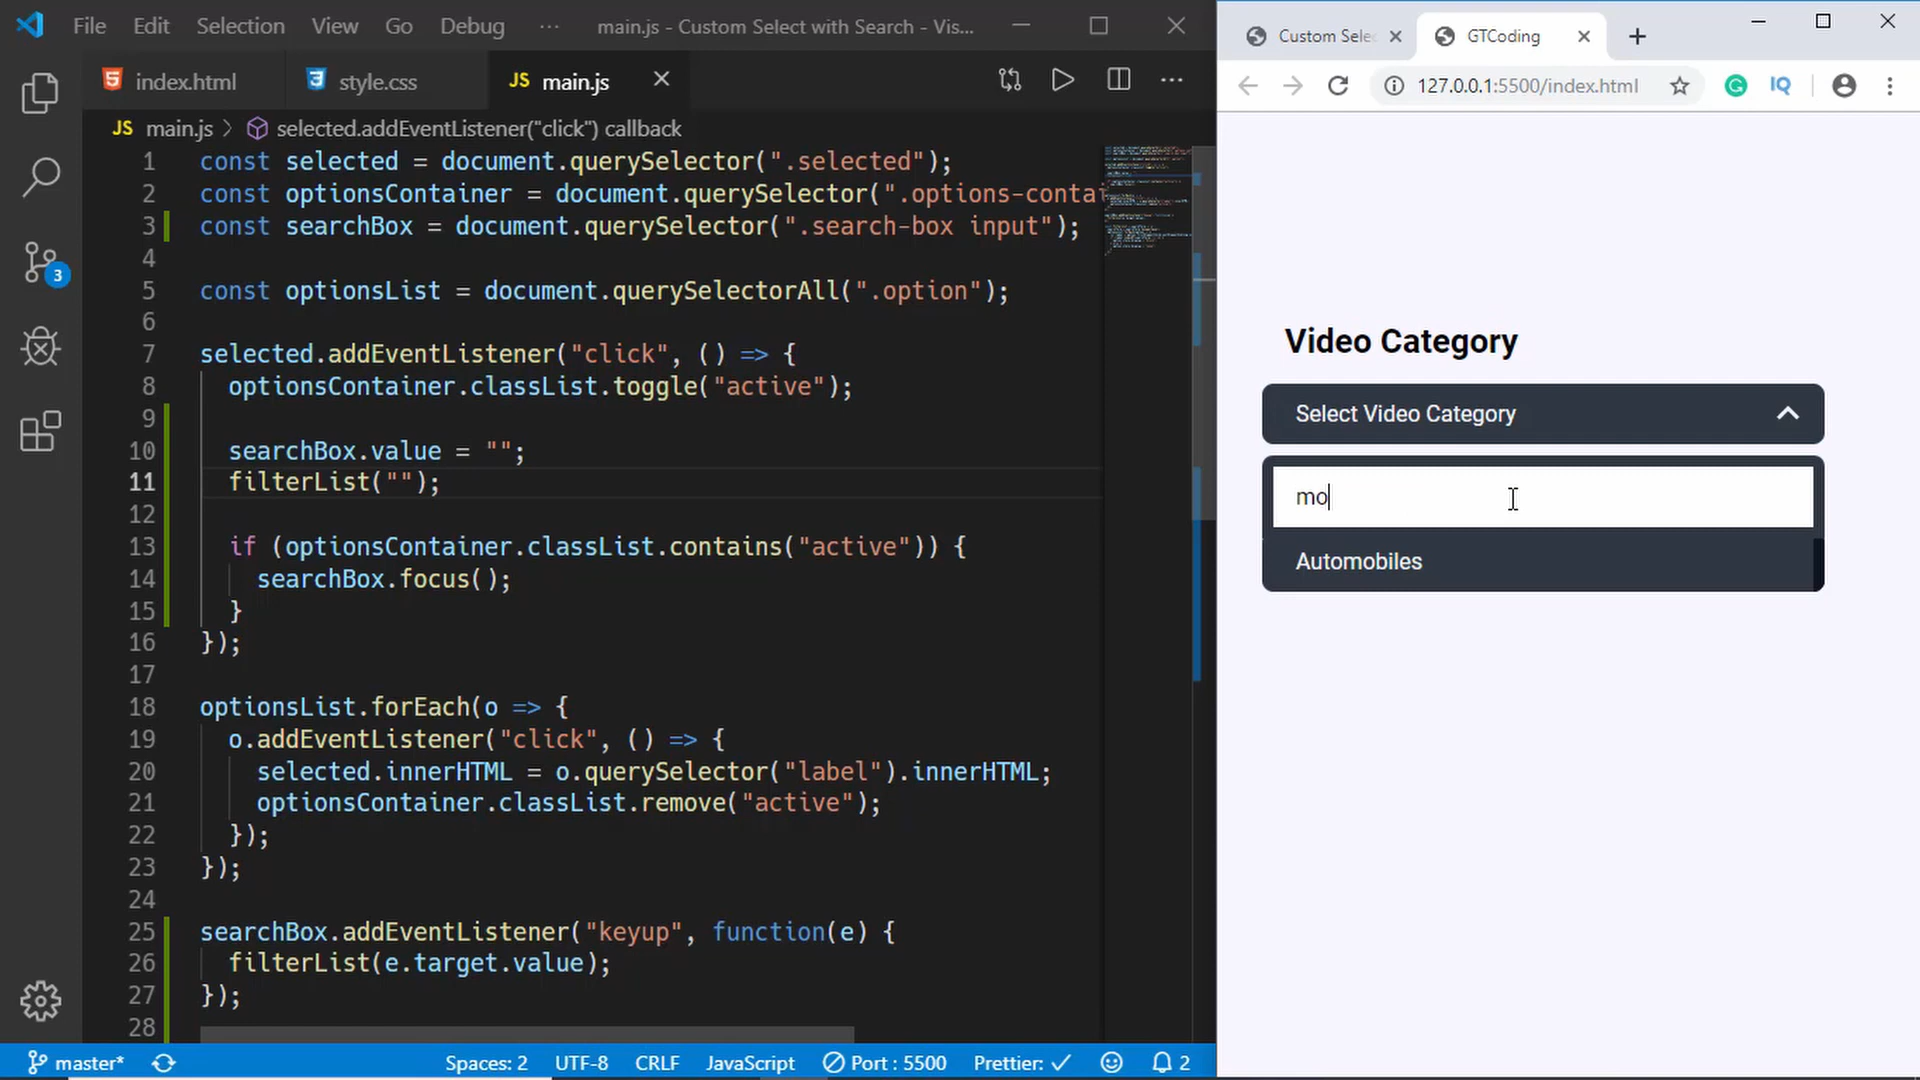 File Edit Selection View Go Debug ··· main.js - Custom Select with Search - Vis...
index.html style.css JS main.js
JS main.js > selected.addEventListener("click") callback
1 const selected = document.querySelector(".selected");
2 const optionsContainer = document.querySelector(".options-contai
3 const searchBox = document.querySelector(".search-box input");
4
5 const optionsList = document.querySelectorAll(".option");
6
7 selected.addEventListener("click", () => {
8 optionsContainer.classList.toggle("active");
9
10 searchBox.value = "";
11 filterList("");
12
13 if (optionsContainer.classList.contains("active")) {
14 searchBox.focus();
15 }
16 });
17
18 optionsList.forEach(o => {
19 o.addEventListener("click", () => {
20 selected.innerHTML = o.querySelector("label").innerHTML;
21 optionsContainer.classList.remove("active");
22 });
23 });
24
25 searchBox.addEventListener("keyup", function(e) {
26 filterList(e.target.value);
27 });
28
3
master* Spaces: 2 UTF-8 CRLF JavaScript Port : 5500 Prettier: ✓ 2
Custom Selec GTCoding
127.0.0.1:5500/index.html IQ
Video Category
Select Video Category
mo
Automobiles